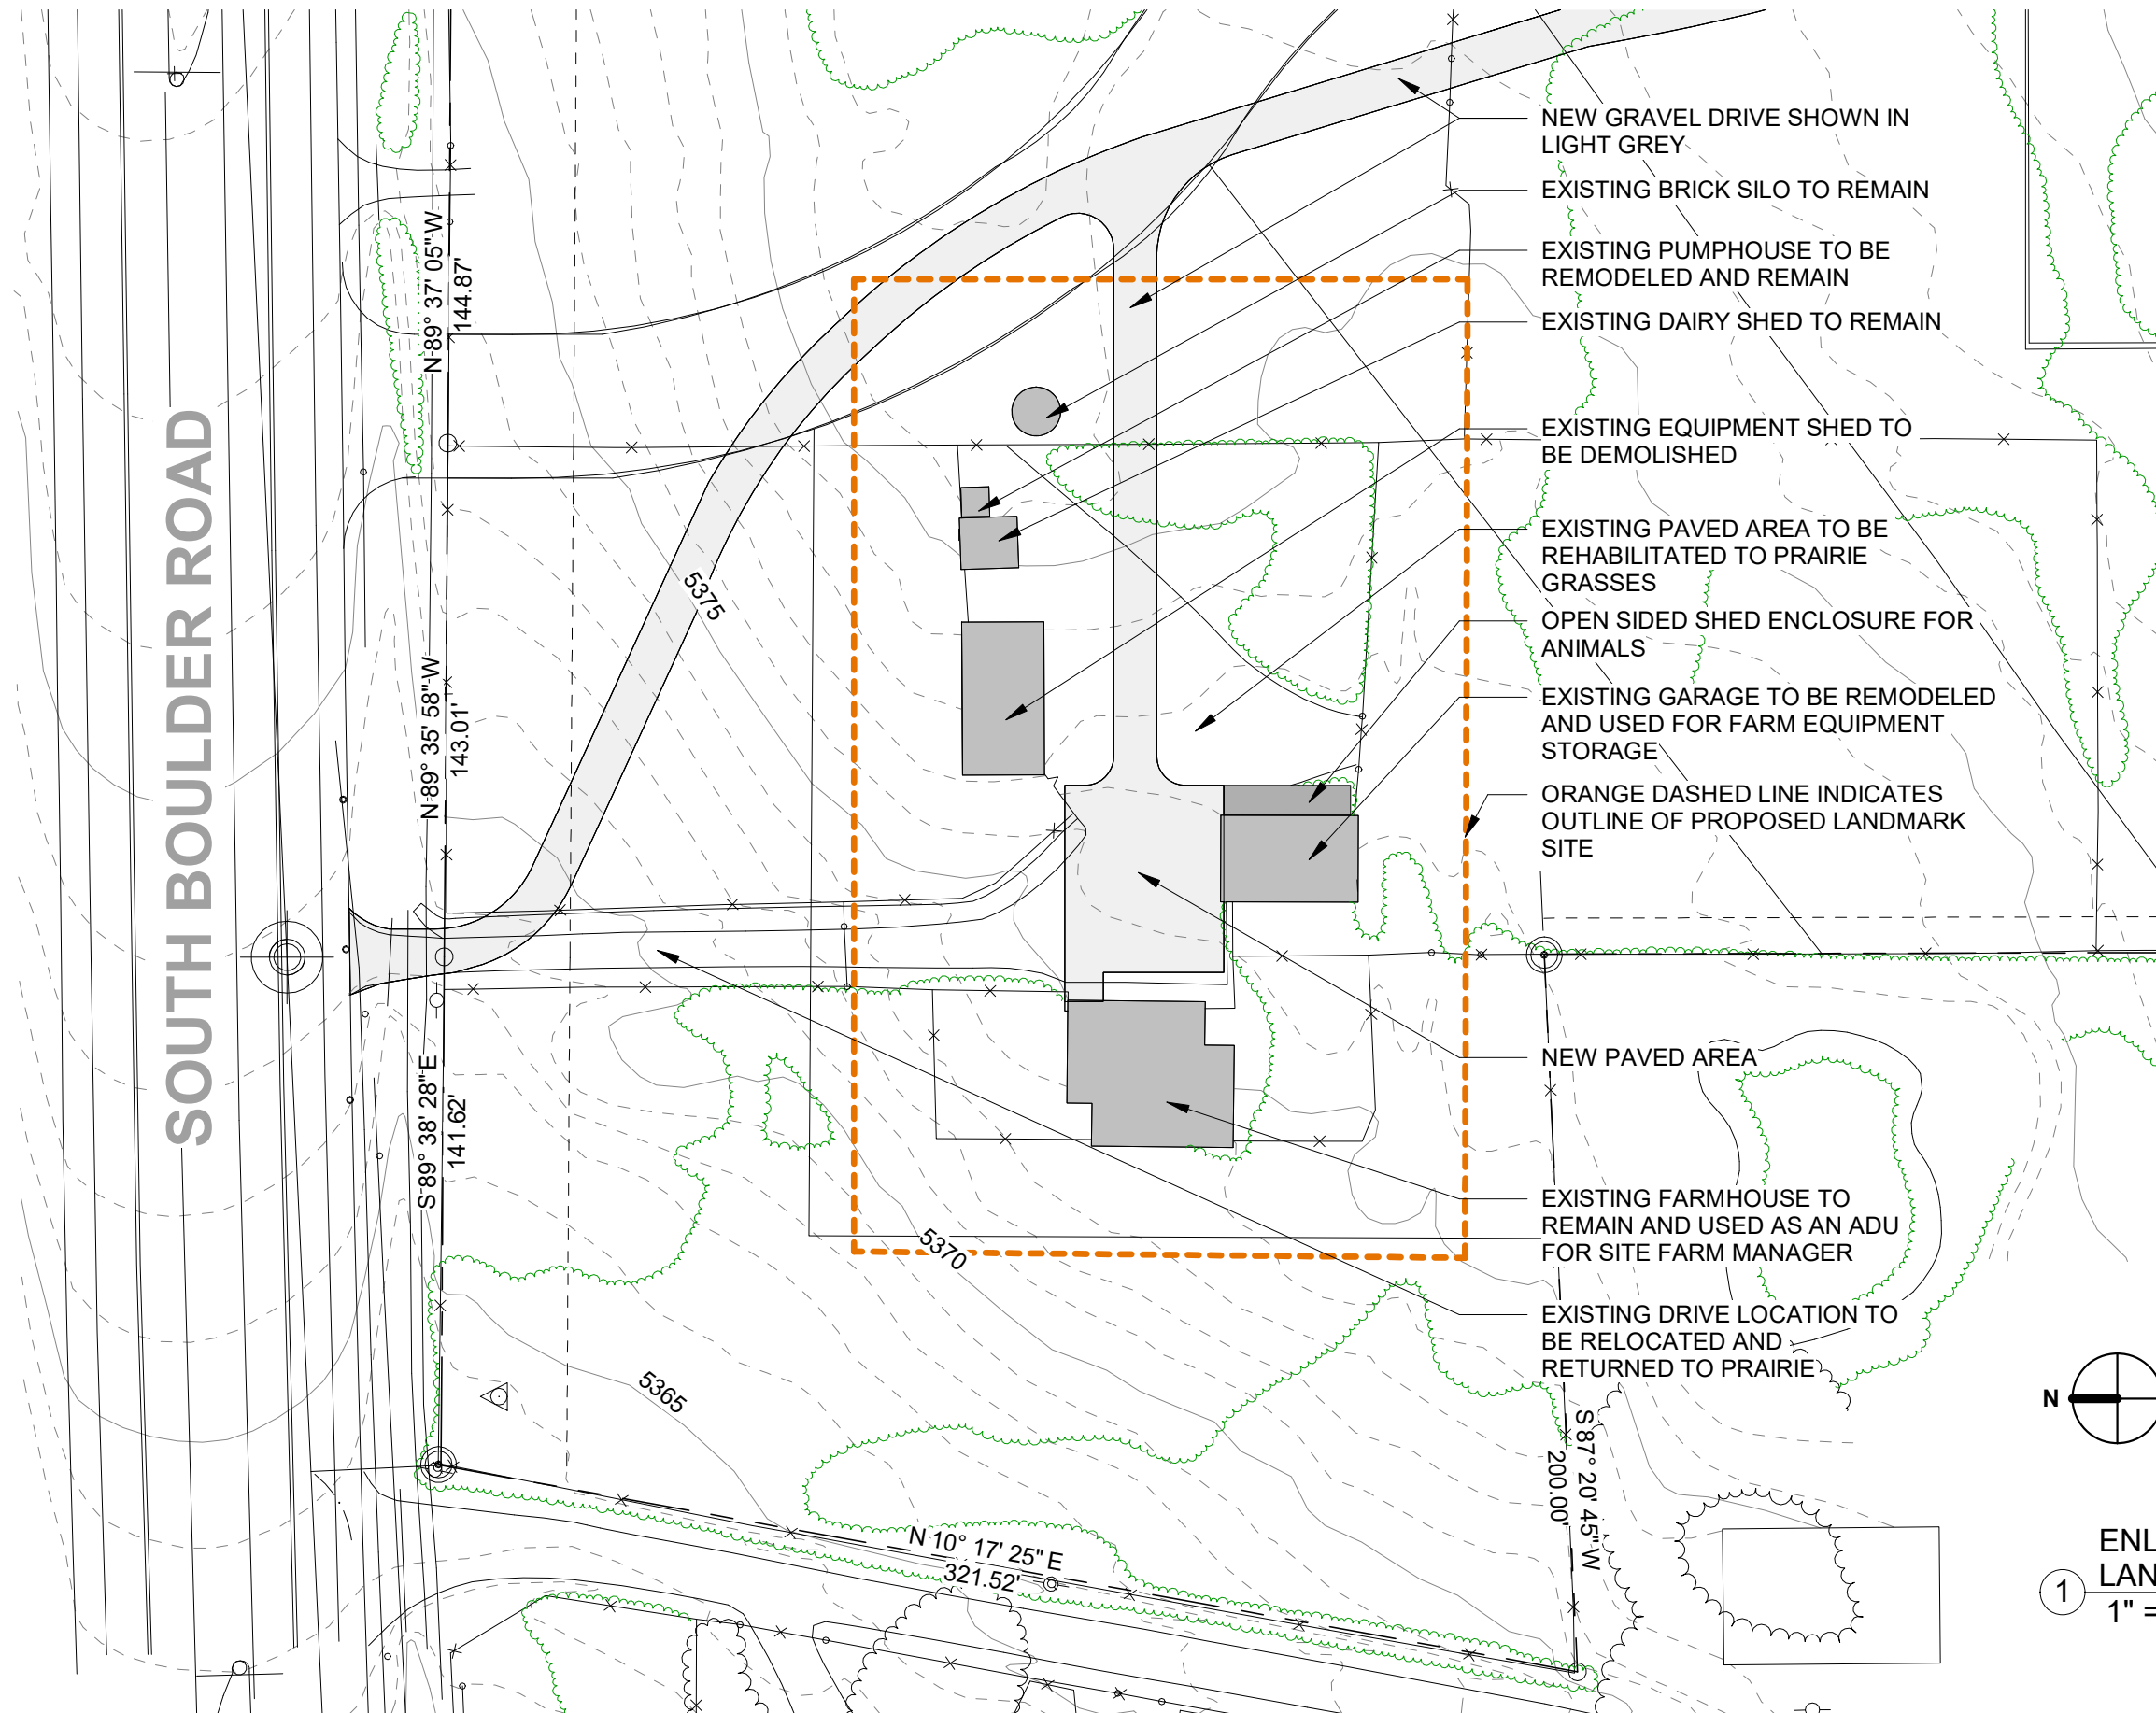 NEW GRAVEL DRIVE SHOWN IN
LIGHT GREY
EXISTING BRICK SILO TO REMAIN
EXISTING PUMPHOUSE TO BE
REMODELED AND REMAIN
EXISTING DAIRY SHED TO REMAIN
EXISTING EQUIPMENT SHED TO
BE DEMOLISHED
EXISTING PAVED AREA TO BE
REHABILITATED TO PRAIRIE
GRASSES
OPEN SIDED SHED ENCLOSURE FOR
ANIMALS
EXISTING GARAGE TO BE REMODELED
AND USED FOR FARM EQUIPMENT
STORAGE
ORANGE DASHED LINE INDICATES
OUTLINE OF PROPOSED LANDMARK
SITE
NEW PAVED AREA
EXISTING FARMHOUSE TO
REMAIN AND USED AS AN ADU
FOR SITE FARM MANAGER
EXISTING DRIVE LOCATION TO
BE RELOCATED AND
RETURNED TO PRAIRIE
SOUTH BOULDER ROAD
N 89° 37' 05" W
144.87'
N 89° 35' 58" W
143.01'
S 89° 38' 28" E
141.62'
5375
5370
5365
N 10° 17' 25" E
321.52'
S 87° 20' 45" W
200.00'
N
1
ENL
LAN
1" =